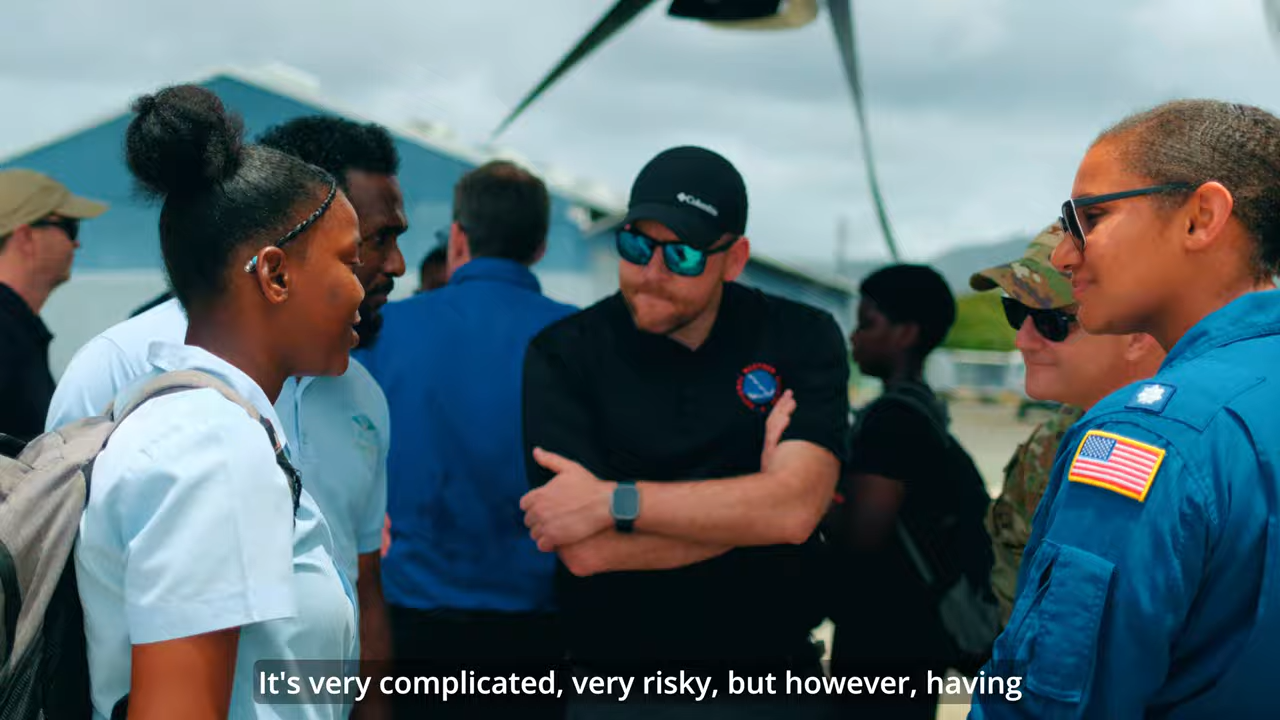 Columbia
It's very complicated, very risky, but however, having